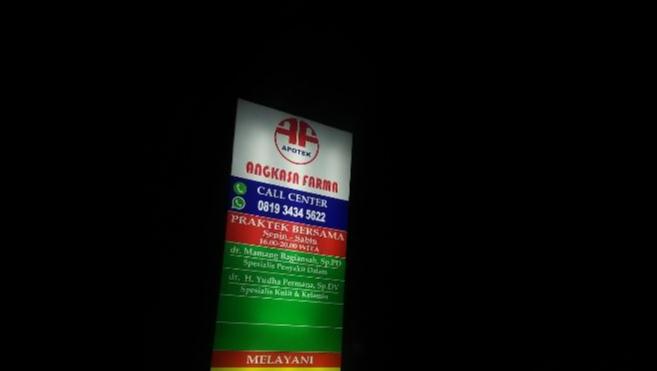 AF
APOTEK
ANGKASA FARMA
CALL CENTER
0819 3434 5622
PRAKTEK BERSAMA
Senin - Sabtu
16.00-20.00 WITA
dr. Mamang Bagiansah, Sp.PD
Spesialis Penyakit Dalam
dr. H. Yudha Permana, Sp.DV
Spesialis Kulit & Kelamin
MELAYANI